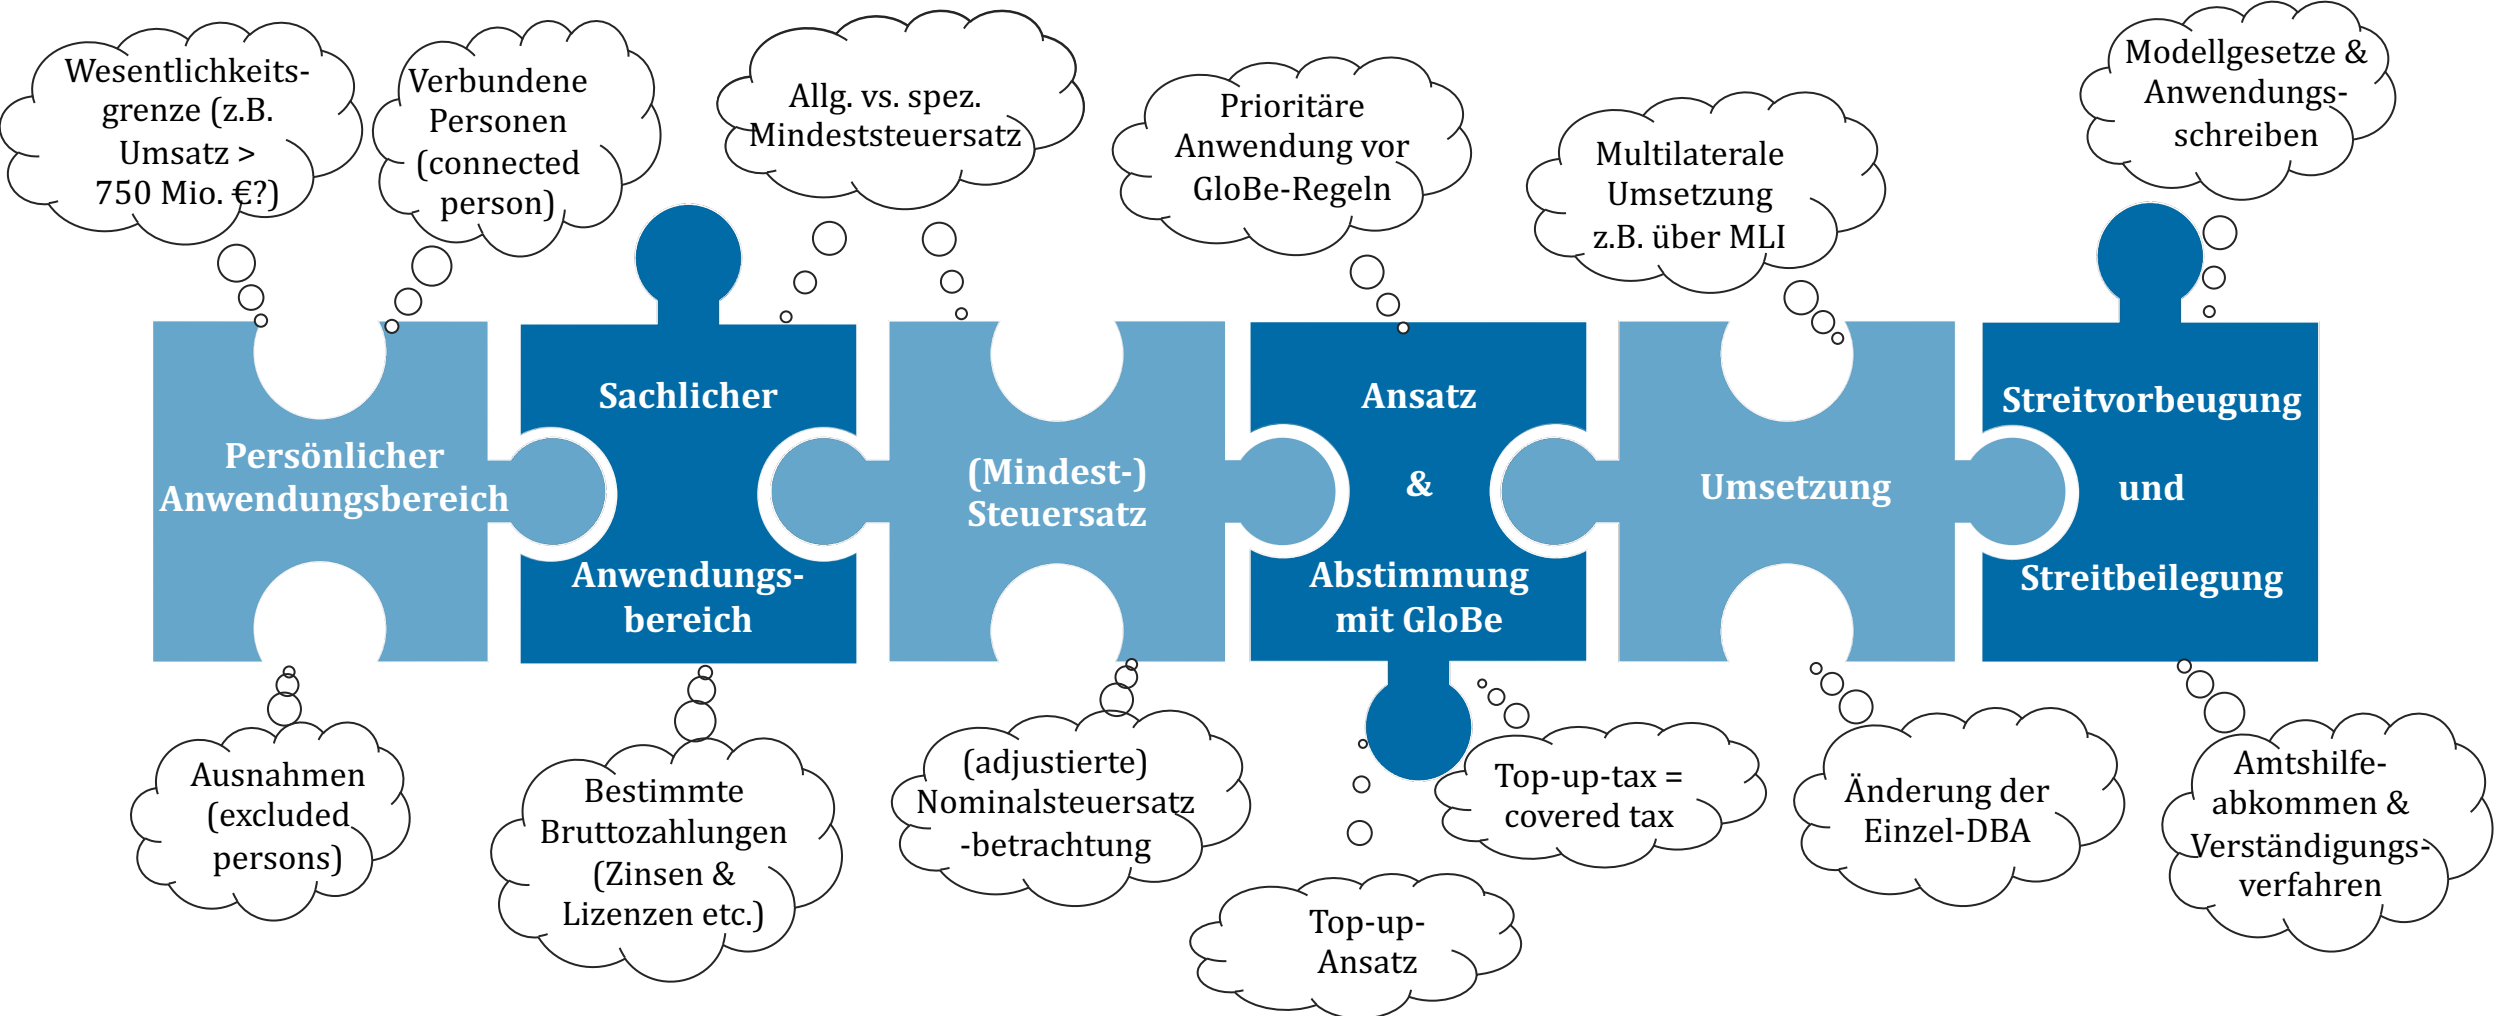 Wesentlichkeits-
grenze (z.B.
Umsatz >
750 Mio. €?)
Verbundene
Personen
(connected
person)
Allg. vs. spez.
Mindeststeuersatz
Prioritäre
Anwendung vor
GloBe-Regeln
Multilaterale
Umsetzung
z.B. über MLI
Modellgesetze &
Anwendungs-
schreiben
Persönlicher
Anwendungsbereich
Sachlicher
Anwendungs-
bereich
(Mindest-)
Steuersatz
Ansatz
&
Abstimmung
mit GloBe
Umsetzung
Streitvorbeugung
und
Streitbeilegung
Ausnahmen
(excluded
persons)
Bestimmte
Bruttozahlungen
(Zinsen &
Lizenzen etc.)
(adjustierte)
Nominalsteuersatz
-betrachtung
Top-up-
Ansatz
Top-up-tax =
covered tax
Änderung der
Einzel-DBA
Amtshilfe-
abkommen &
Verständigungs-
verfahren